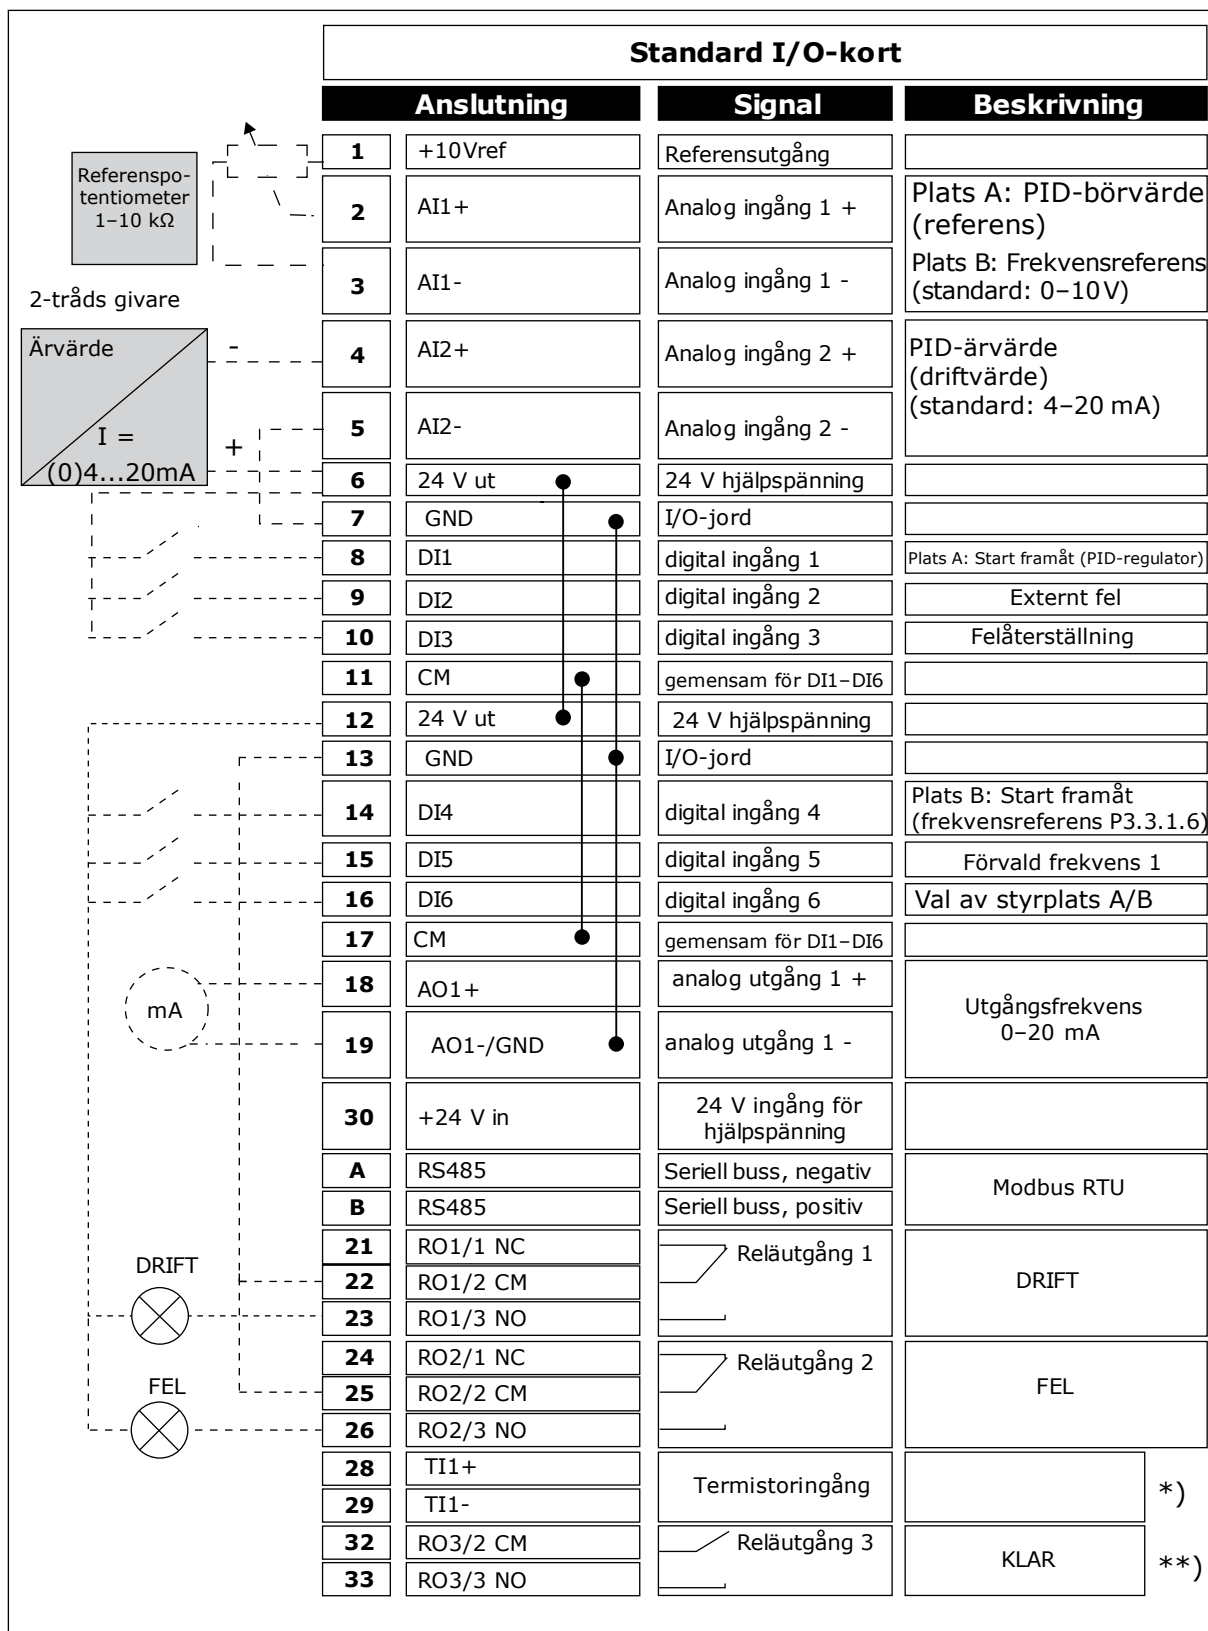 Standard I/O-kort
Anslutning Signal Beskrivning
Referenspo-
tentiometer
1–10 kΩ
1 +10Vref Referensutgång
2 AI1+ Analog ingång 1 +
3 AI1- Analog ingång 1 -
Plats A: PID-börvärde
(referens)
Plats B: Frekvensreferens
(standard: 0–10V)
2-tråds givare
Ärvärde
-
I =
+
(0)4...20mA
4 AI2+ Analog ingång 2 +
5 AI2- Analog ingång 2 -
PID-ärvärde
(driftvärde)
(standard: 4–20 mA)
6 24 V ut 24 V hjälpspänning
7 GND I/O-jord
8 DI1 digital ingång 1 Plats A: Start framåt (PID-regulator)
9 DI2 digital ingång 2 Externt fel
10 DI3 digital ingång 3 Felåterställning
11 CM gemensam för DI1–DI6
12 24 V ut 24 V hjälpspänning
13 GND I/O-jord
14 DI4 digital ingång 4
Plats B: Start framåt
(frekvensreferens P3.3.1.6)
15 DI5 digital ingång 5 Förvald frekvens 1
16 DI6 digital ingång 6 Val av styrplats A/B
17 CM gemensam för DI1–DI6
mA
18 AO1+ analog utgång 1 +
19 AO1-/GND analog utgång 1 -
Utgångsfrekvens
0–20 mA
30 +24 V in
24 V ingång för
hjälpspänning
A RS485 Seriell buss, negativ
B RS485 Seriell buss, positiv
Modbus RTU
DRIFT
21 RO1/1 NC Reläutgång 1
22 RO1/2 CM DRIFT
23 RO1/3 NO
FEL
24 RO2/1 NC Reläutgång 2
25 RO2/2 CM FEL
26 RO2/3 NO
28 TI1+
Termistoringång *)
29 TI1-
32 RO3/2 CM Reläutgång 3
KLAR **)
33 RO3/3 NO